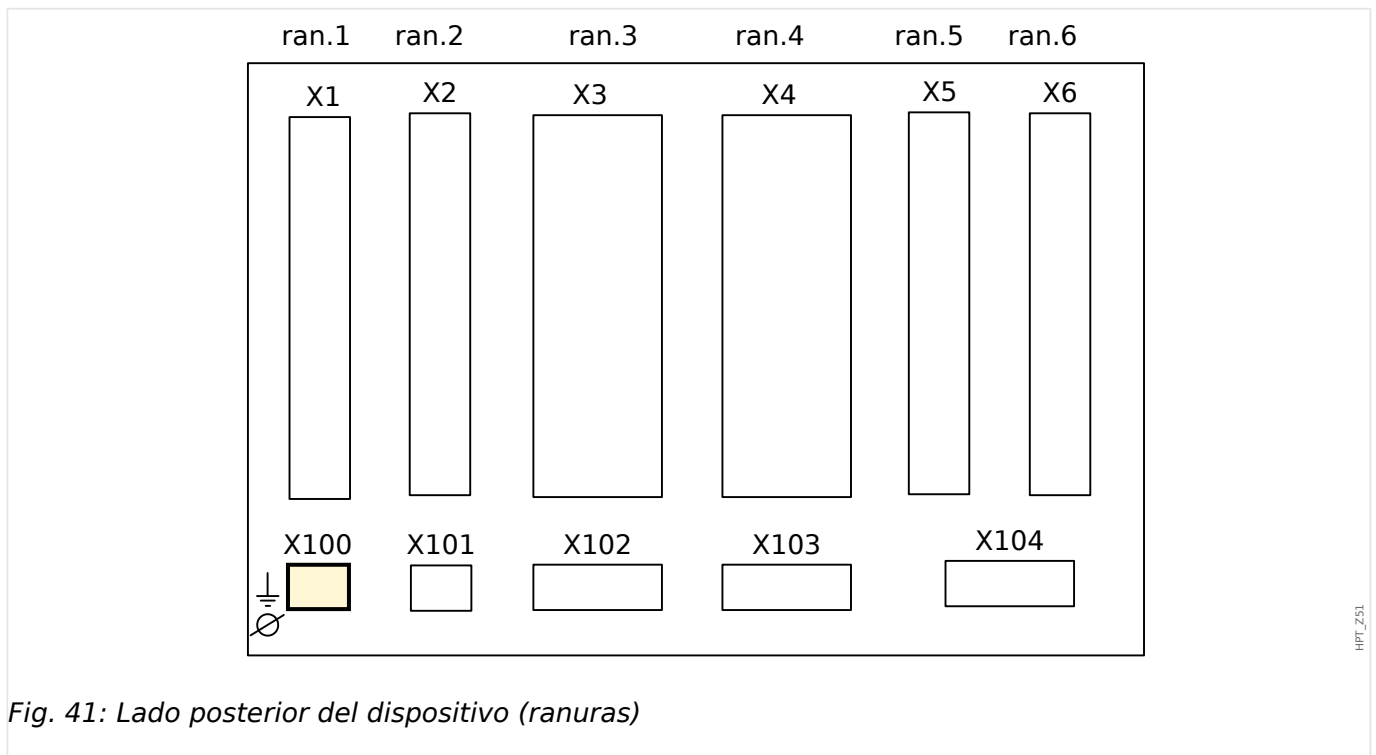 ran.1 ran.2 ran.3 ran.4 ran.5 ran.6
X1 X2 X3 X4 X5 X6
X100 X101 X102 X103 X104
HPT_Z51
Fig. 41: Lado posterior del dispositivo (ranuras)